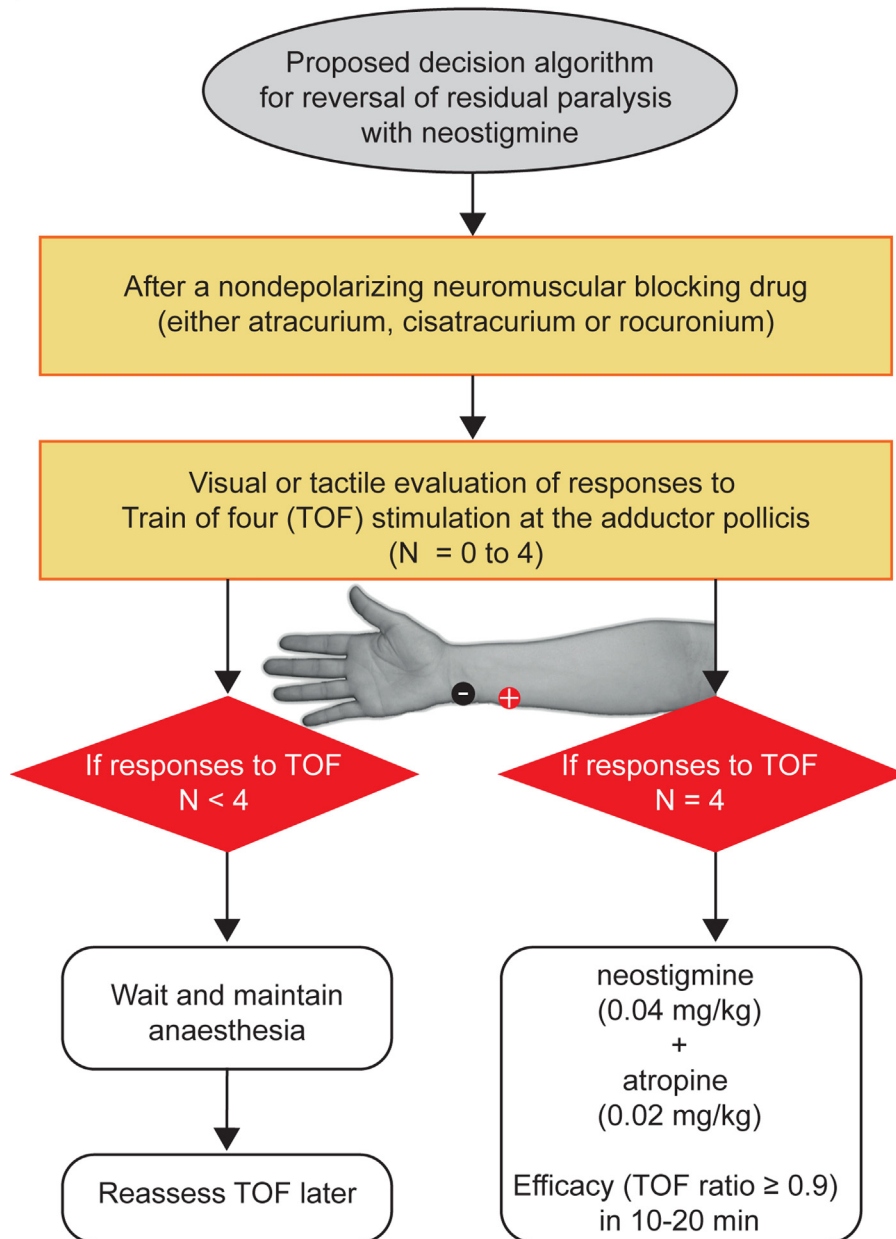 Proposed decision algorithm
for reversal of residual paralysis
with neostigmine
After a nondepolarizing neuromuscular blocking drug
(either atracurium, cisatracurium or rocuronium)
Visual or tactile evaluation of responses to
Train of four (TOF) stimulation at the adductor pollicis
(N = 0 to 4)
-
+
If responses to TOF
N < 4
If responses to TOF
N = 4
Wait and maintain
anaesthesia
Reassess TOF later
neostigmine
(0.04 mg/kg)
+
atropine
(0.02 mg/kg)
Efficacy (TOF ratio ≥ 0.9)
in 10-20 min